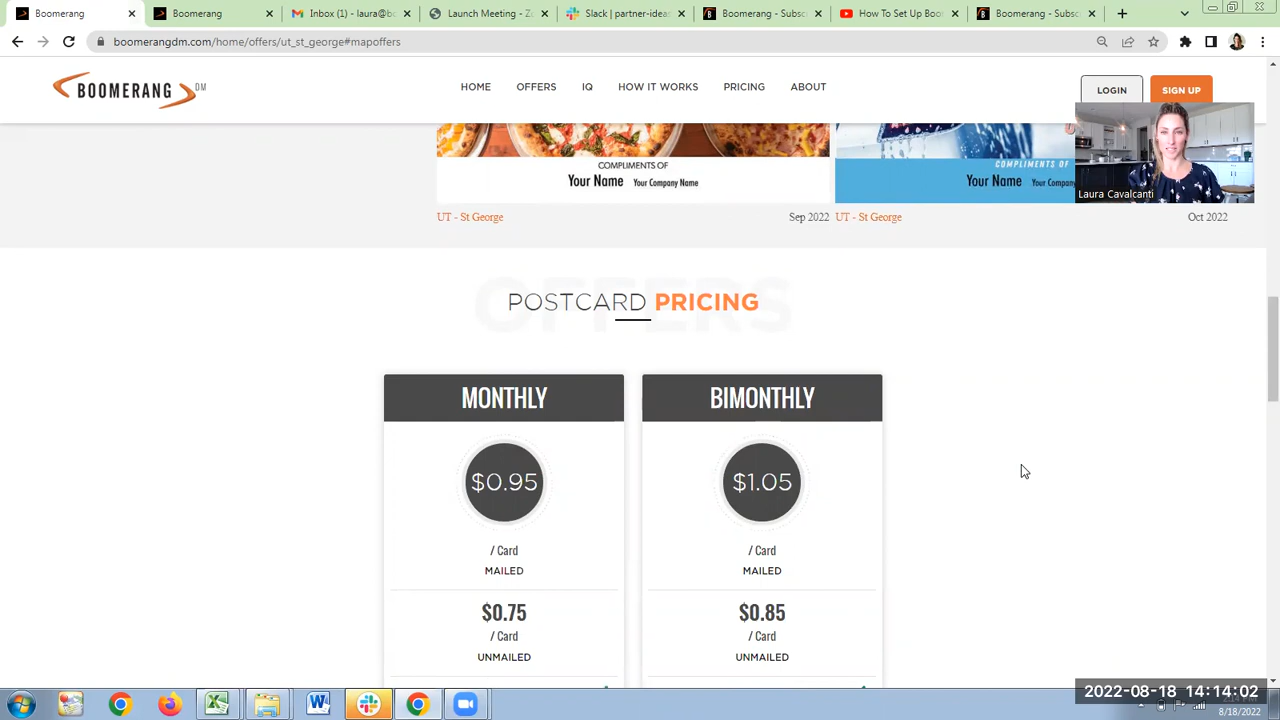 Boomerang
Boomerang
Inbox (1) - laura@bo
Launch Meeting - Zo
Slack | partner-ideas
Boomerang - Subsc
How To Set Up Boo
Boomerang - Subsc
boomerangdm.com/home/offers/ut_st_george#mapoffers
BOOMERANG DM
HOME
OFFERS
IQ
HOW IT WORKS
PRICING
ABOUT
LOGIN
SIGN UP
COMPLIMENTS OF
Your Name Your Company Name
COMPLIMENTS OF
Your Name Your Company
Laura Cavalcanti
UT - St George
Sep 2022
UT - St George
Oct 2022
OFFERS
POSTCARD PRICING
MONTHLY
$0.95
/ Card
MAILED
$0.75
/ Card
UNMAILED
BIMONTHLY
$1.05
/ Card
MAILED
$0.85
/ Card
UNMAILED
2022-08-18 14:14:02
8/18/2022